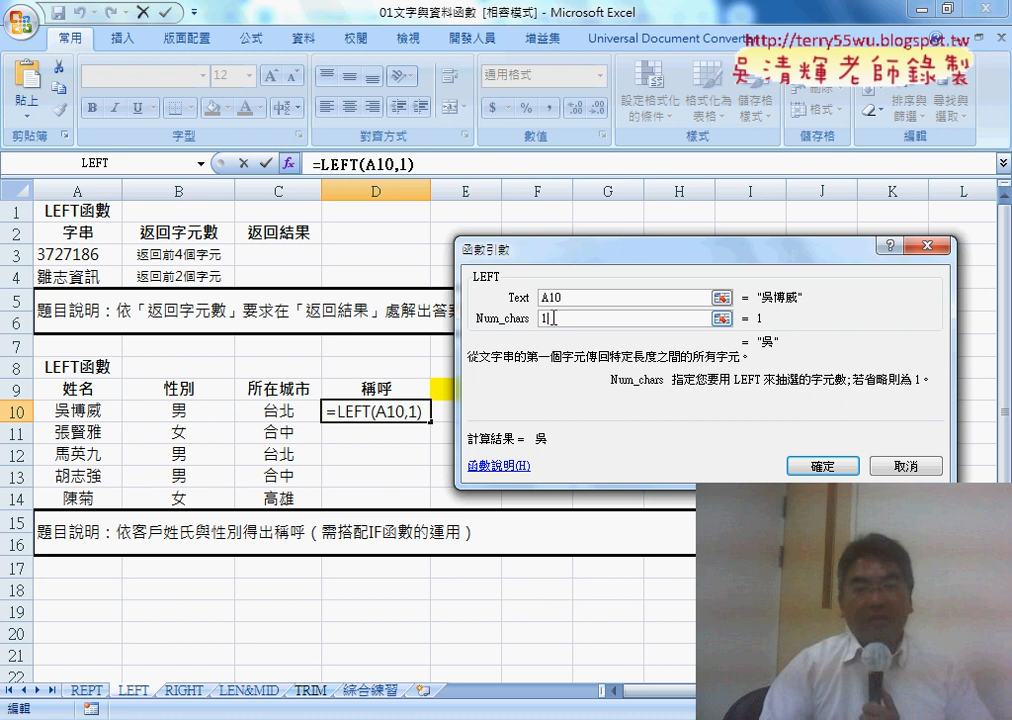 01文字與資料函數 [相容模式] - Microsoft Excel
常用 插入 版面配置 公式 資料 校閱 檢視 開發人員 增益集 Universal Document Converter
http://terry55wu.blogspot.tw
吳清輝老師錄製
貼上
12
通用格式
設定格式化的條件 格式化為表格 儲存格樣式
刪除
格式
排序與篩選 尋找與選取
剪貼簿 字型 對齊方式 數值 樣式 儲存格 編輯
LEFT
=LEFT(A10,1)
A B C D E F G H I J K L
1 LEFT函數
2 字串 返回字元數 返回結果
3 3727186 返回前4個字元
4 雛志資訊 返回前2個字元
5
題目說明：依「返回字元數」要求在「返回結果」處解出答案
6
7
8 LEFT函數
9 姓名 性別 所在城市 稱呼
10 吳博威 男 台北 =LEFT(A10,1)
11 張賢雅 女 台中
12 馬英九 男 台北
13 胡志強 男 台中
14 陳菊 女 高雄
15
題目說明：依客戶姓氏與性別得出稱呼（需搭配IF函數的運用）
16
17
18
19
20
21
22
函數引數
LEFT
Text A10 = "吳博威"
Num_chars 1 = 1
= "吳"
從文字串的第一個字元傳回特定長度之間的所有字元。
Num_chars 指定您要用 LEFT 來抽選的字元數;若省略則為 1。
計算結果 = 吳
函數說明(H)
確定 取消
REPT LEFT RIGHT LEN&MID TRIM 綜合練習
編輯